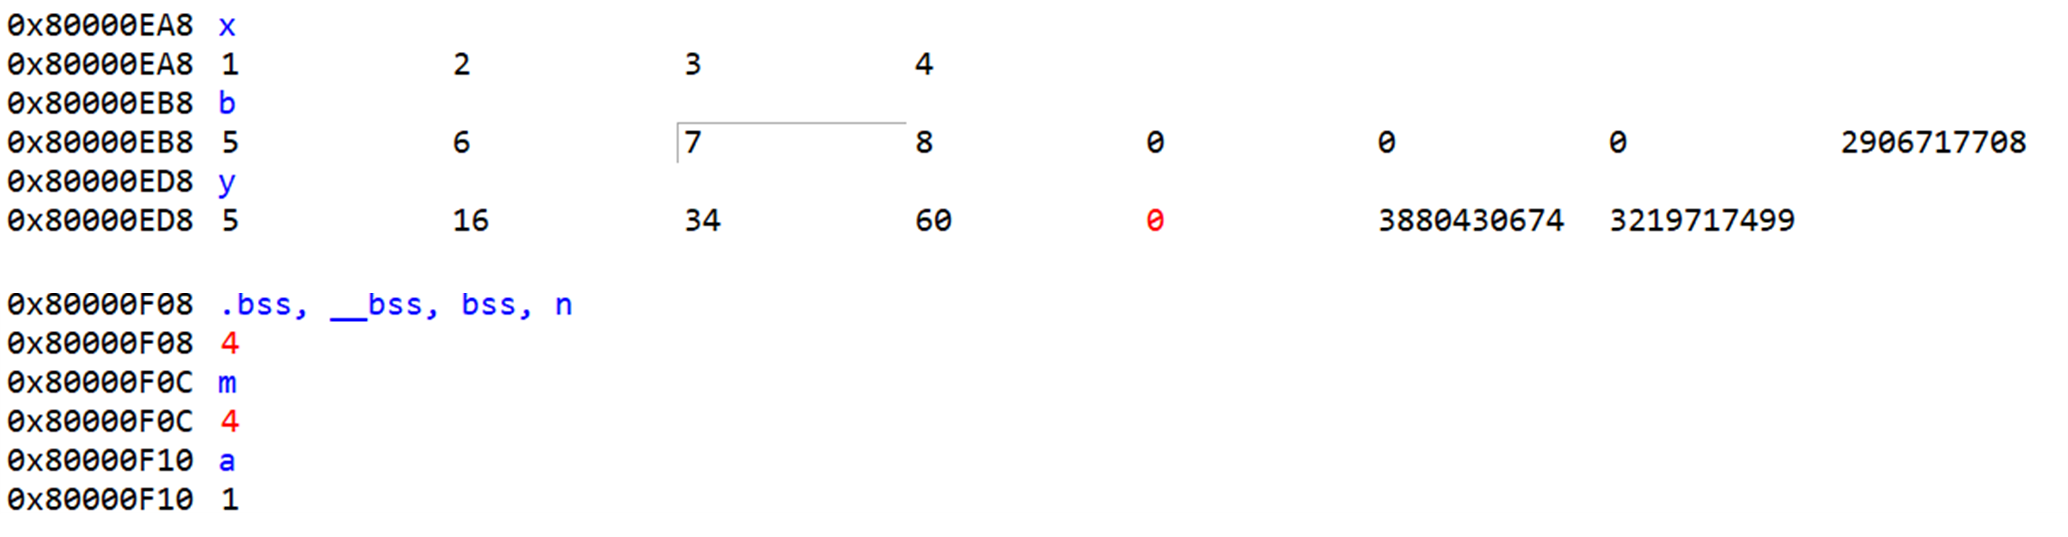 0x80000EA8 x
0x80000EA8 1 2 3 4
0x80000EB8 b
0x80000EB8 5 6 7 8 0 0 0 2906717708
0x80000ED8 y
0x80000ED8 5 16 34 60 0 3880430674 3219717499
0x80000F08 .bss, __bss, bss, n
0x80000F08 4
0x80000F0C m
0x80000F0C 4
0x80000F10 a
0x80000F10 1